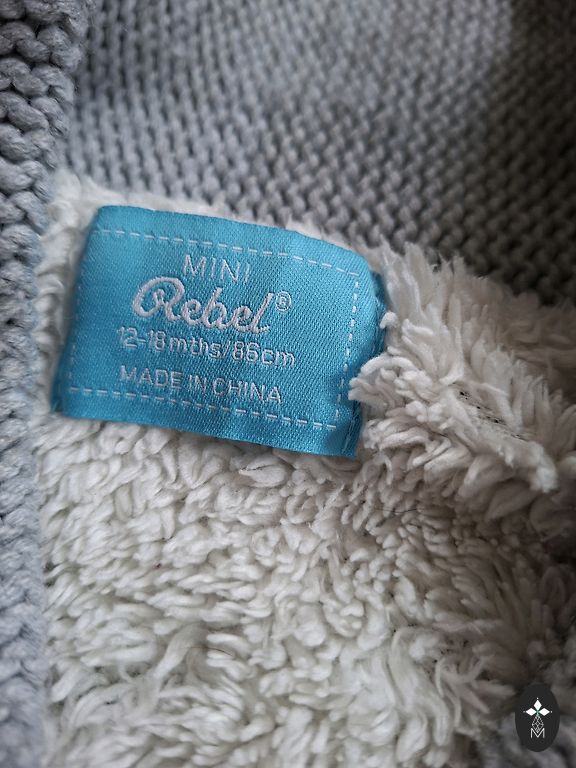 MINI
Rebel®
12-18mths/86cm
MADE IN CHINA
M